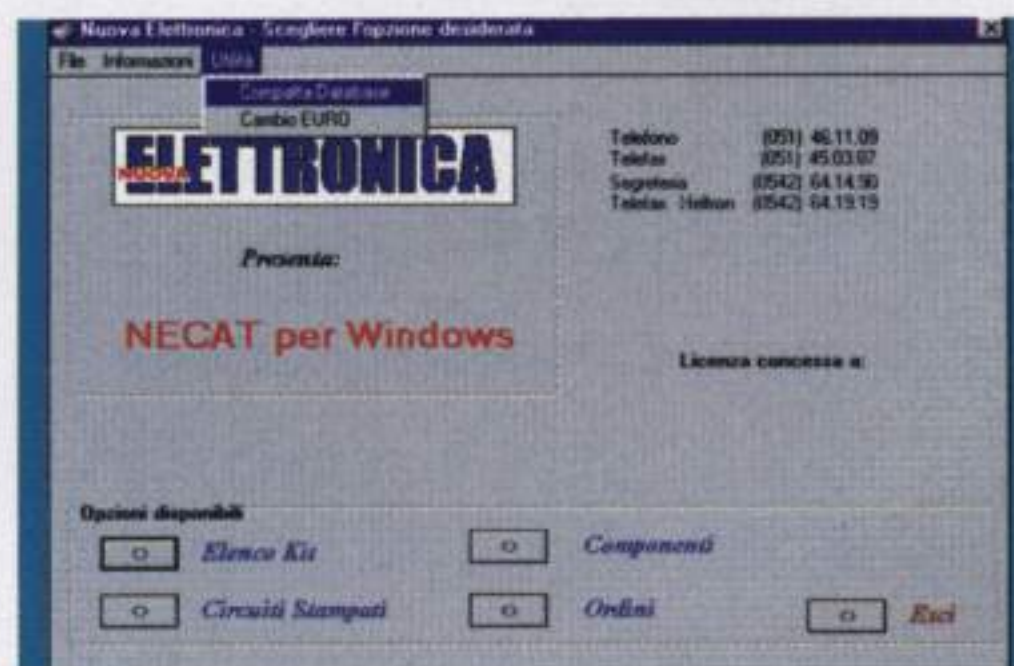 Nuova Elettronica - Scegliere l'opzione desiderata
File Informazioni Utilità
Compatta Database
Cambio EURO
NUOVA ELETTRONICA
Presenta:
NECAT per Windows
Telefono (051) 46.11.09
Telefax (051) 45.03.87
Segreteria (0542) 64.14.90
Telefax Heltron (0542) 64.19.19
Licenza concessa a:
Opzioni disponibili
Elenco Kit
Componenti
Circuiti Stampati
Ordini
Esci